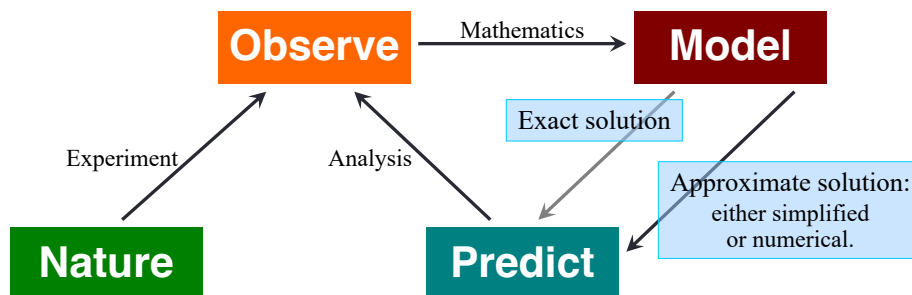 Observe
Mathematics
Model
Exact solution
Experiment
Analysis
Approximate solution:
either simplified
or numerical.
Nature
Predict